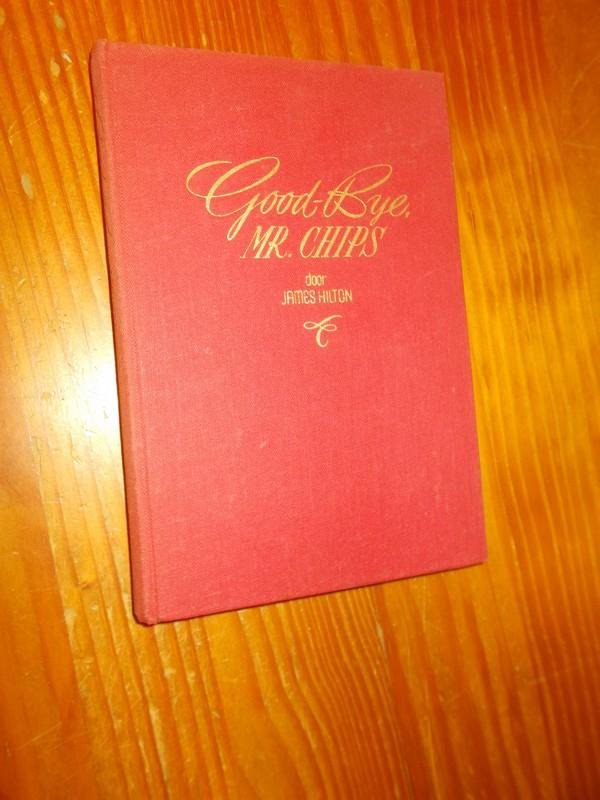 Good-Bye,
MR. CHIPS
door
JAMES HILTON